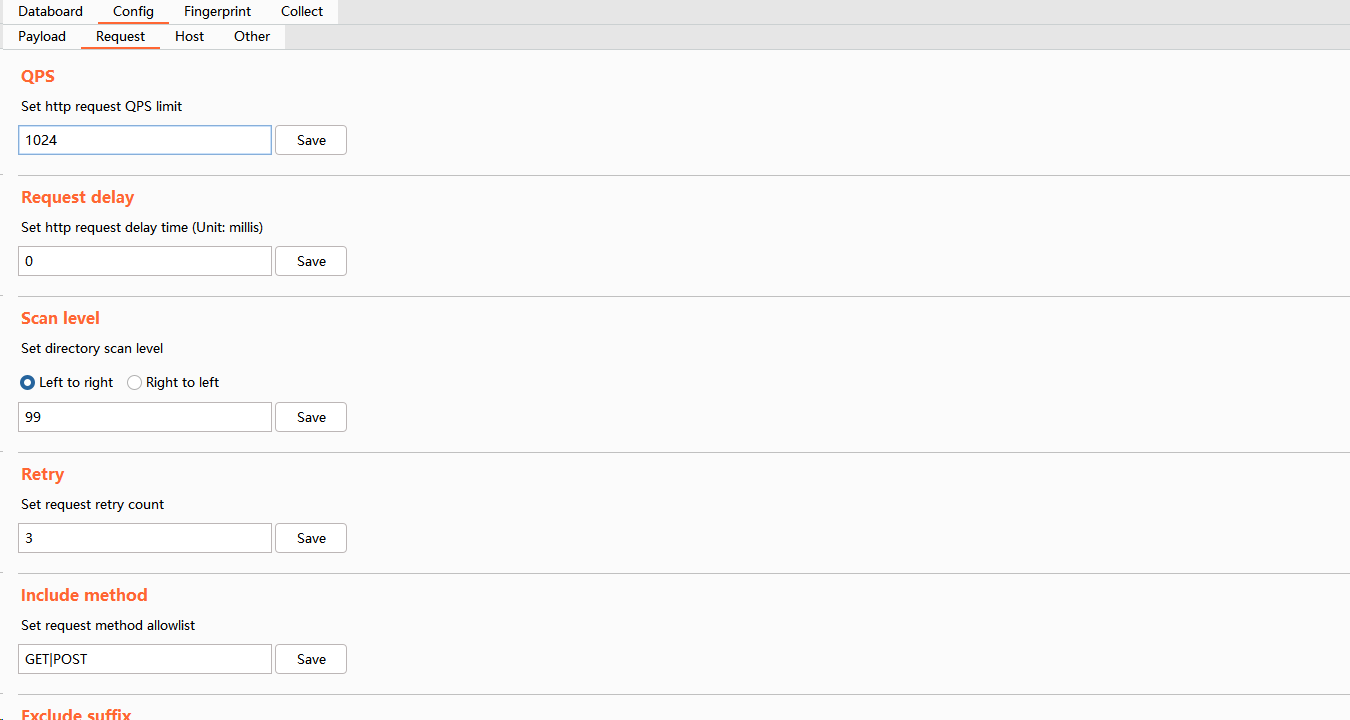 Databoard Config Fingerprint Collect
Payload Request Host Other
QPS
Set http request QPS limit
1024 Save
Request delay
Set http request delay time (Unit: millis)
0 Save
Scan level
Set directory scan level
Left to right Right to left
99 Save
Retry
Set request retry count
3 Save
Include method
Set request method allowlist
GET|POST Save
Exclude suffix